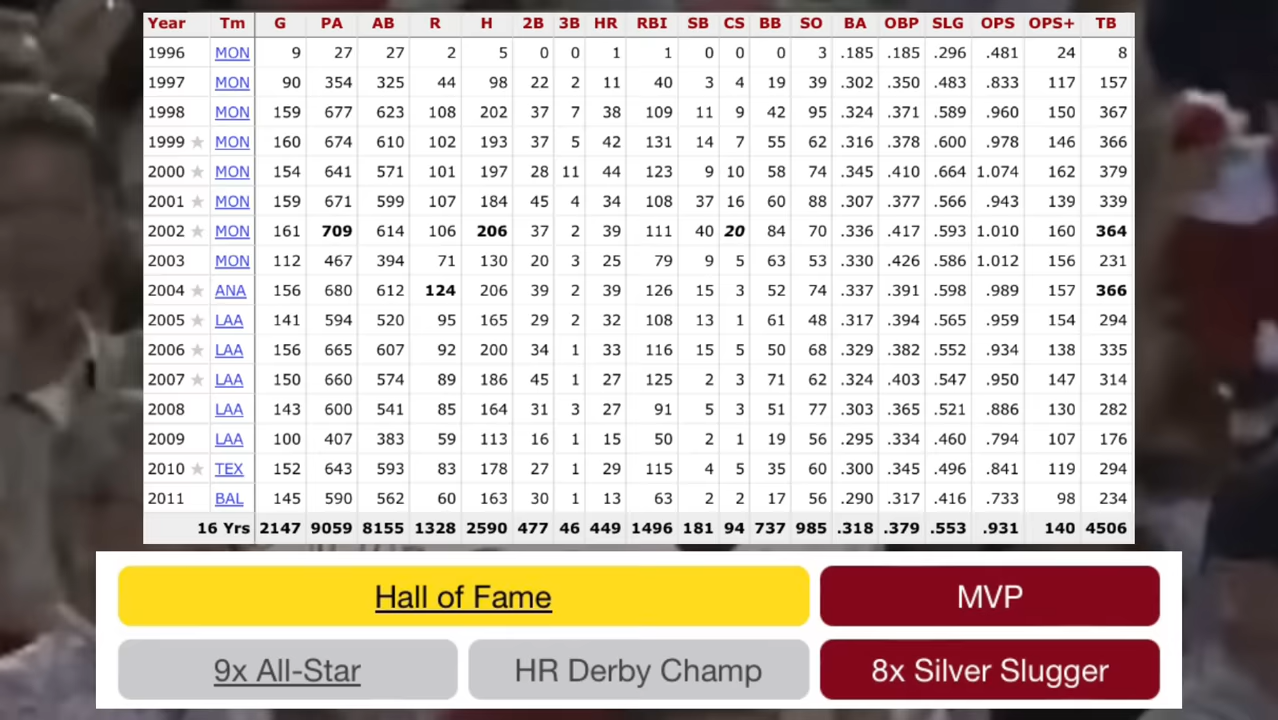 Year Tm G PA AB R H 2B 3B HR RBI SB CS BB SO BA OBP SLG OPS OPS+ TB
1996 MON 9 27 27 2 5 0 0 1 1 0 0 0 3 .185 .185 .296 .481 24 8
1997 MON 90 354 325 44 98 22 2 11 40 3 4 19 39 .302 .350 .483 .833 117 157
1998 MON 159 677 623 108 202 37 7 38 109 11 9 42 95 .324 .371 .589 .960 150 367
1999 ★ MON 160 674 610 102 193 37 5 42 131 14 7 55 62 .316 .378 .600 .978 146 366
2000 ★ MON 154 641 571 101 197 28 11 44 123 9 10 58 74 .345 .410 .664 1.074 162 379
2001 ★ MON 159 671 599 107 184 45 4 34 108 37 16 60 88 .307 .377 .566 .943 139 339
2002 ★ MON 161 709 614 106 206 37 2 39 111 40 20 84 70 .336 .417 .593 1.010 160 364
2003 MON 112 467 394 71 130 20 3 25 79 9 5 63 53 .330 .426 .586 1.012 156 231
2004 ★ ANA 156 680 612 124 206 39 2 39 126 15 3 52 74 .337 .391 .598 .989 157 366
2005 ★ LAA 141 594 520 95 165 29 2 32 108 13 1 61 48 .317 .394 .565 .959 154 294
2006 ★ LAA 156 665 607 92 200 34 1 33 116 15 5 50 68 .329 .382 .552 .934 138 335
2007 ★ LAA 150 660 574 89 186 45 1 27 125 2 3 71 62 .324 .403 .547 .950 147 314
2008 LAA 143 600 541 85 164 31 3 27 91 5 3 51 77 .303 .365 .521 .886 130 282
2009 LAA 100 407 383 59 113 16 1 15 50 2 1 19 56 .295 .334 .460 .794 107 176
2010 ★ TEX 152 643 593 83 178 27 1 29 115 4 5 35 60 .300 .345 .496 .841 119 294
2011 BAL 145 590 562 60 163 30 1 13 63 2 2 17 56 .290 .317 .416 .733 98 234
16 Yrs 2147 9059 8155 1328 2590 477 46 449 1496 181 94 737 985 .318 .379 .553 .931 140 4506
Hall of Fame MVP
9x All-Star HR Derby Champ 8x Silver Slugger